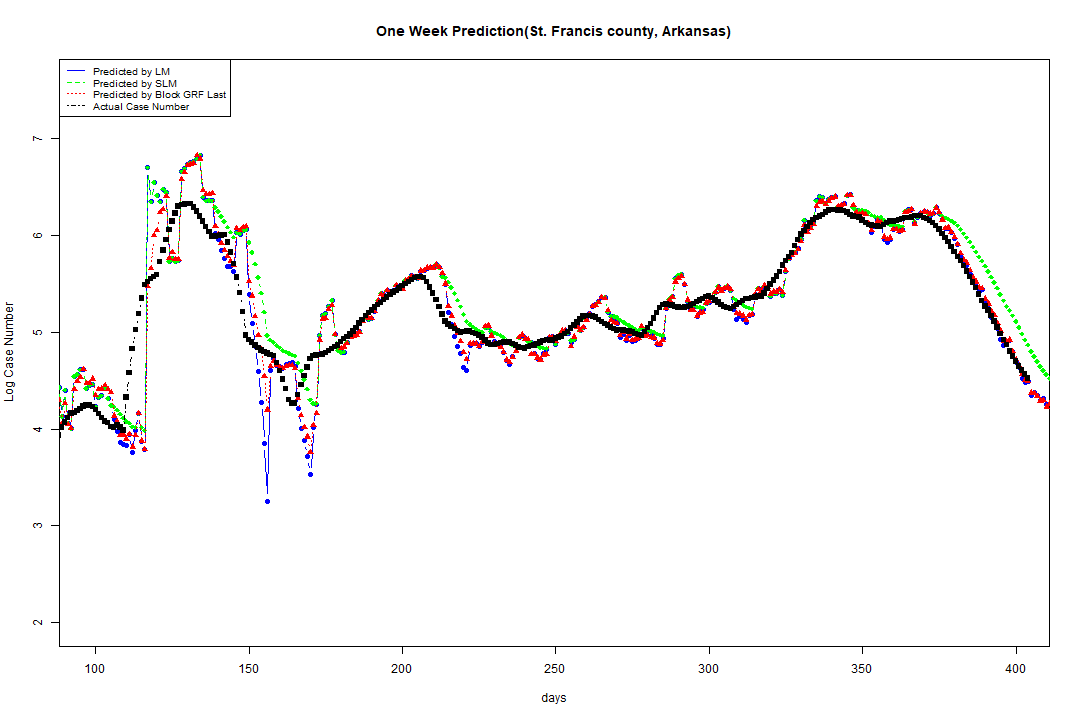 One Week Prediction(St. Francis county, Arkansas)
Predicted by LM
Predicted by SLM
Predicted by Block GRF Last
Actual Case Number
Log Case Number
7
6
5
4
3
2
100 150 200 250 300 350 400
days